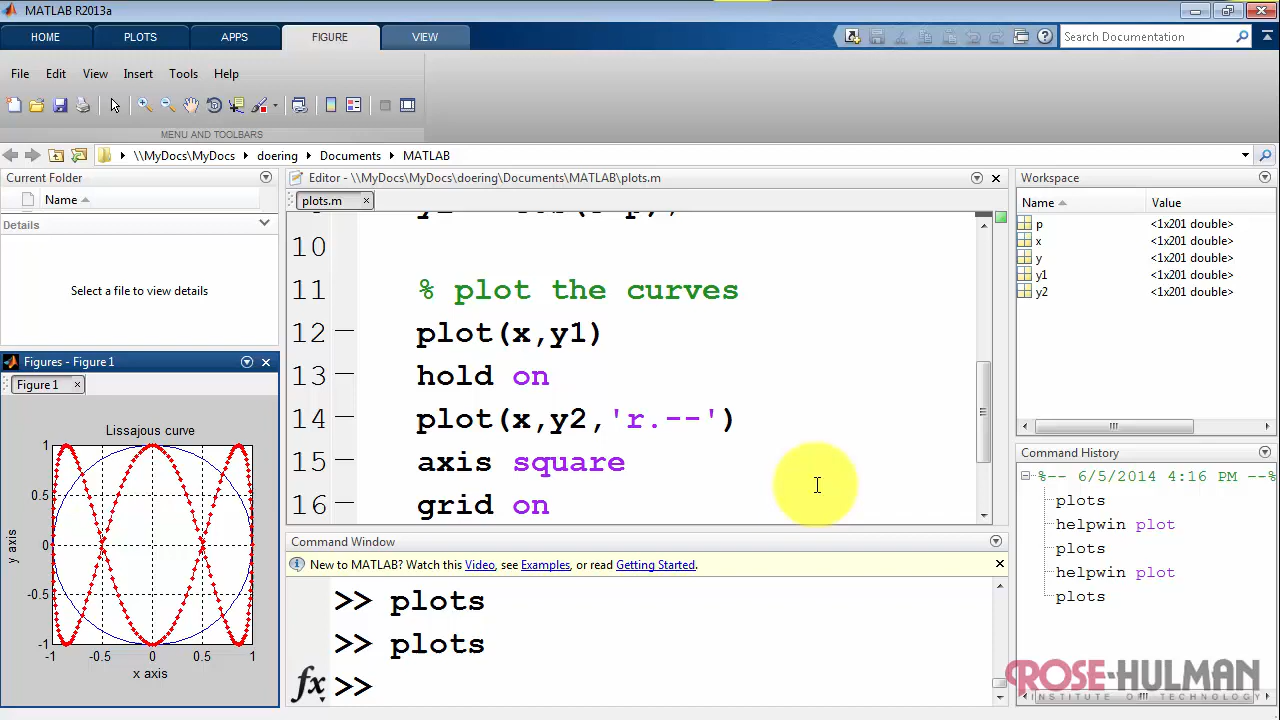 MATLAB R2013a
HOME PLOTS APPS FIGURE VIEW
Search Documentation
File Edit View Insert Tools Help
MENU AND TOOLBARS
\\MyDocs\MyDocs doering Documents MATLAB
Current Folder
Name
Details
Select a file to view details
Figures - Figure 1
Figure 1
Lissajous curve
1
0.5
0
-0.5
-1
-1 -0.5 0 0.5 1
y axis
x axis
Editor - \\MyDocs\MyDocs\doering\Documents\MATLAB\plots.m
plots.m
10
11 % plot the curves
12 plot(x,y1)
13 hold on
14 plot(x,y2,'r.--')
15 axis square
16 grid on
Command Window
New to MATLAB? Watch this Video, see Examples, or read Getting Started.
>> plots
>> plots
fx >>
Workspace
Name Value
p <1x201 double>
x <1x201 double>
y <1x201 double>
y1 <1x201 double>
y2 <1x201 double>
Command History
%-- 6/5/2014 4:16 PM --%
plots
helpwin plot
plots
helpwin plot
plots
ROSE-HULMAN
INSTITUTE OF TECHNOLOGY